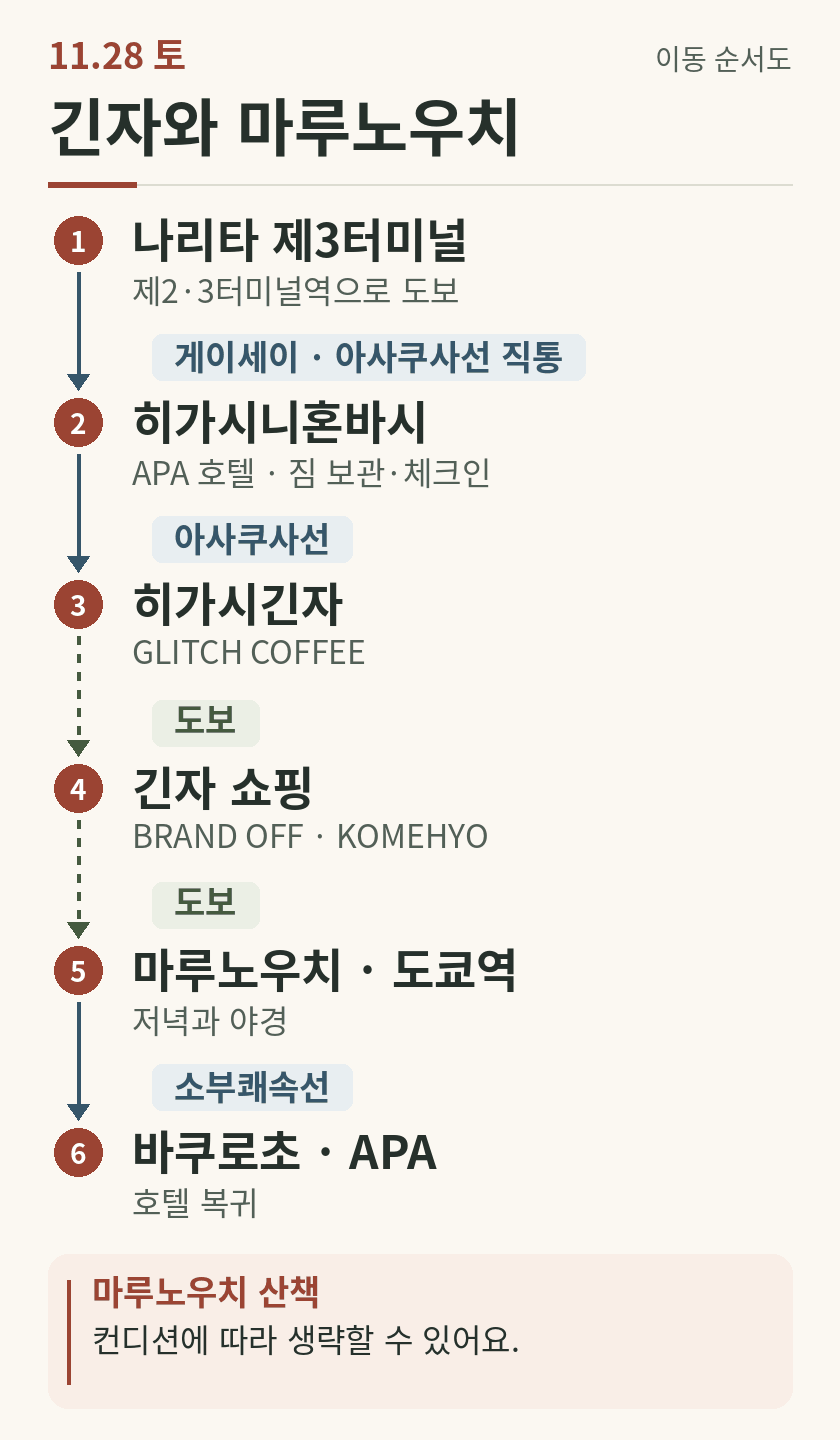 11.28 토
이동 순서도
긴자와 마루노우치
1
나리타 제3터미널
제2·3터미널역으로 도보
게이세이 · 아사쿠사선 직통
2
히가시니혼바시
APA 호텔 · 짐 보관·체크인
아사쿠사선
3
히가시긴자
GLITCH COFFEE
도보
4
긴자 쇼핑
BRAND OFF · KOMEHYO
도보
5
마루노우치 · 도쿄역
저녁과 야경
소부쾌속선
6
바쿠로초 · APA
호텔 복귀
마루노우치 산책
컨디션에 따라 생략할 수 있어요.